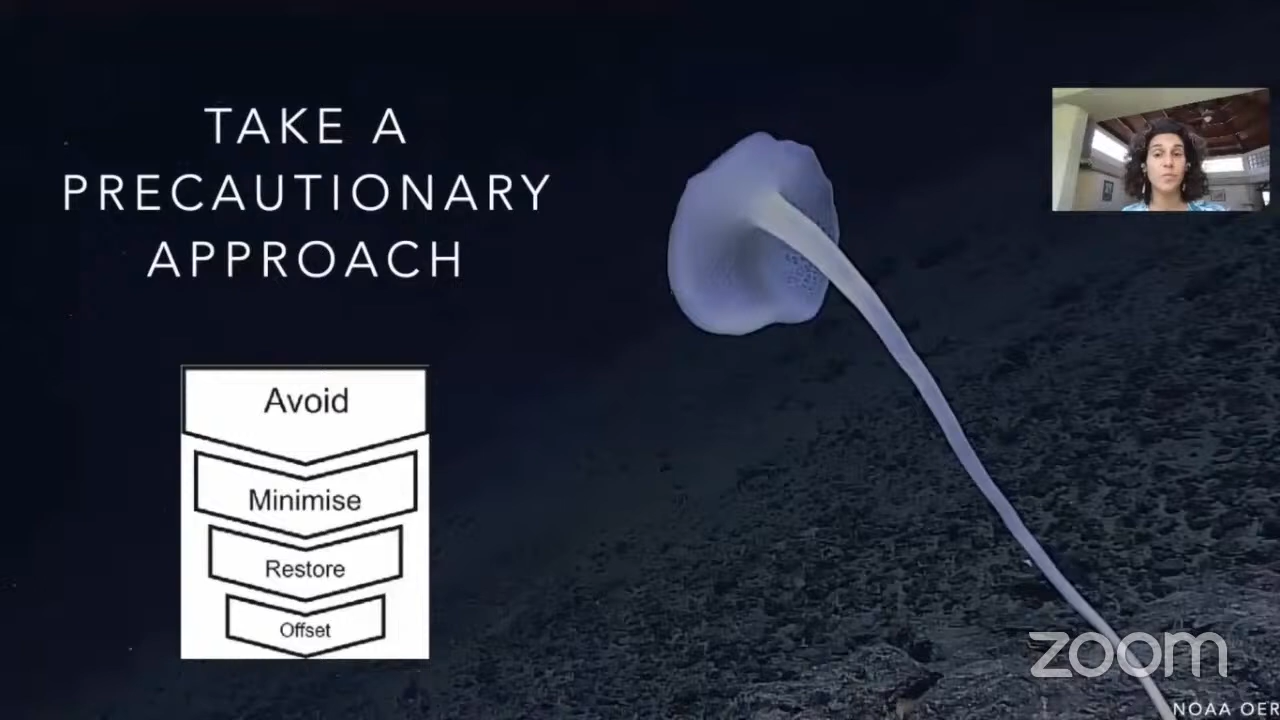 TAKE A
PRECAUTIONARY
APPROACH
Avoid
Minimise
Restore
Offset
zoom
NOAA OER